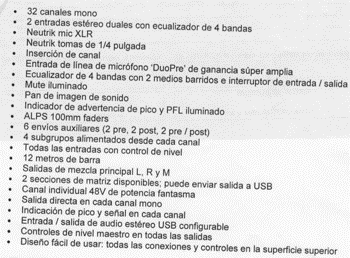 • 32 canales mono
• 2 entradas estéreo duales con ecualizador de 4 bandas
• Neutrik mic XLR
• Neutrik tomas de 1/4 pulgada
• Inserción de canal
• Entrada de línea de micrófono 'DuoPre' de ganancia súper amplia
• Ecualizador de 4 bandas con 2 medios barridos e interruptor de entrada / salida
• Mute iluminado
• Pan de imagen de sonido
• Indicador de advertencia de pico y PFL iluminado
• ALPS 100mm faders
• 6 envíos auxiliares (2 pre, 2 post, 2 pre / post)
• 4 subgrupos alimentados desde cada canal
• Todas las entradas con control de nivel
• 12 metros de barra
• Salidas de mezcla principal L, R y M
• 2 secciones de matriz disponibles; puede enviar salida a USB
• Canal individual 48V de potencia fantasma
• Salida directa en cada canal mono
• Indicación de pico y señal en cada canal
• Entrada / salida de audio estéreo USB configurable
• Controles de nivel maestro en todas las salidas
• Diseño fácil de usar: todas las conexiones y controles en la superficie superior